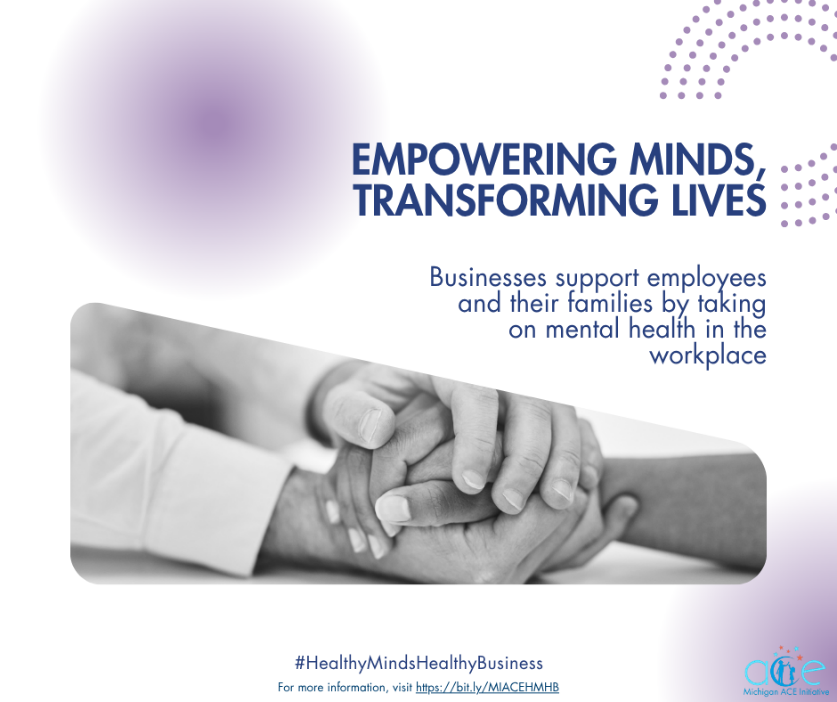 EMPOWERING MINDS,
TRANSFORMING LIVES
Businesses support employees
and their families by taking
on mental health in the
workplace
#HealthyMindsHealthyBusiness
For more information, visit https://bit.ly/MIACEHMHB
ace
Michigan ACE Initiative